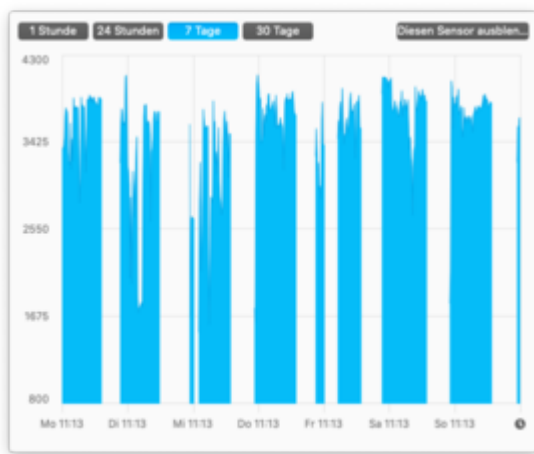 1 Stunde 24 Stunden 7 Tage 30 Tage Diesen Sensor ausblen...
4300
3425
2550
1675
800
Mo 11:13 Di 11:13 Mi 11:13 Do 11:13 Fr 11:13 Sa 11:13 So 11:13